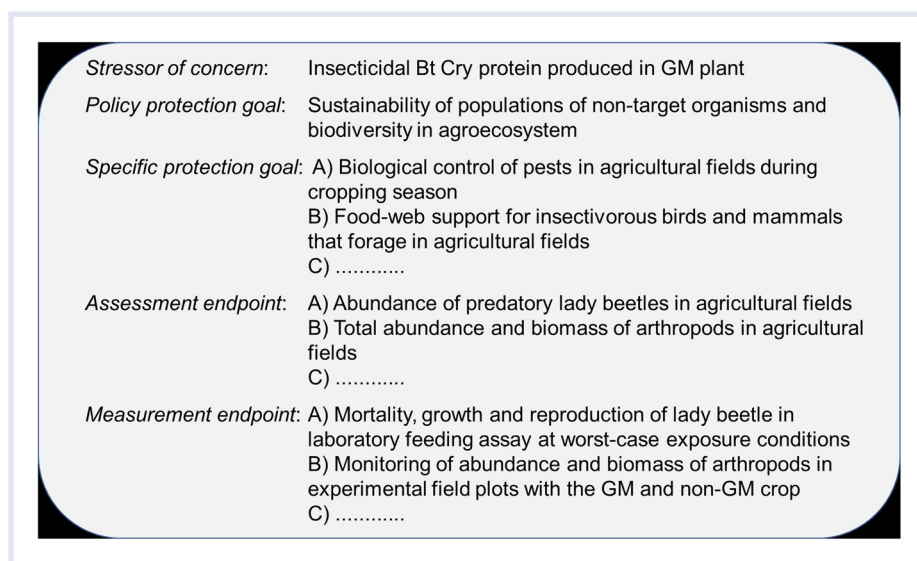 Stressor of concern: Insecticidal Bt Cry protein produced in GM plant
Policy protection goal: Sustainability of populations of non-target organisms and
biodiversity in agroecosystem
Specific protection goal: A) Biological control of pests in agricultural fields during
cropping season
B) Food-web support for insectivorous birds and mammals
that forage in agricultural fields
C) ............
Assessment endpoint: A) Abundance of predatory lady beetles in agricultural fields
B) Total abundance and biomass of arthropods in agricultural
fields
C) ............
Measurement endpoint: A) Mortality, growth and reproduction of lady beetle in
laboratory feeding assay at worst-case exposure conditions
B) Monitoring of abundance and biomass of arthropods in
experimental field plots with the GM and non-GM crop
C) ............